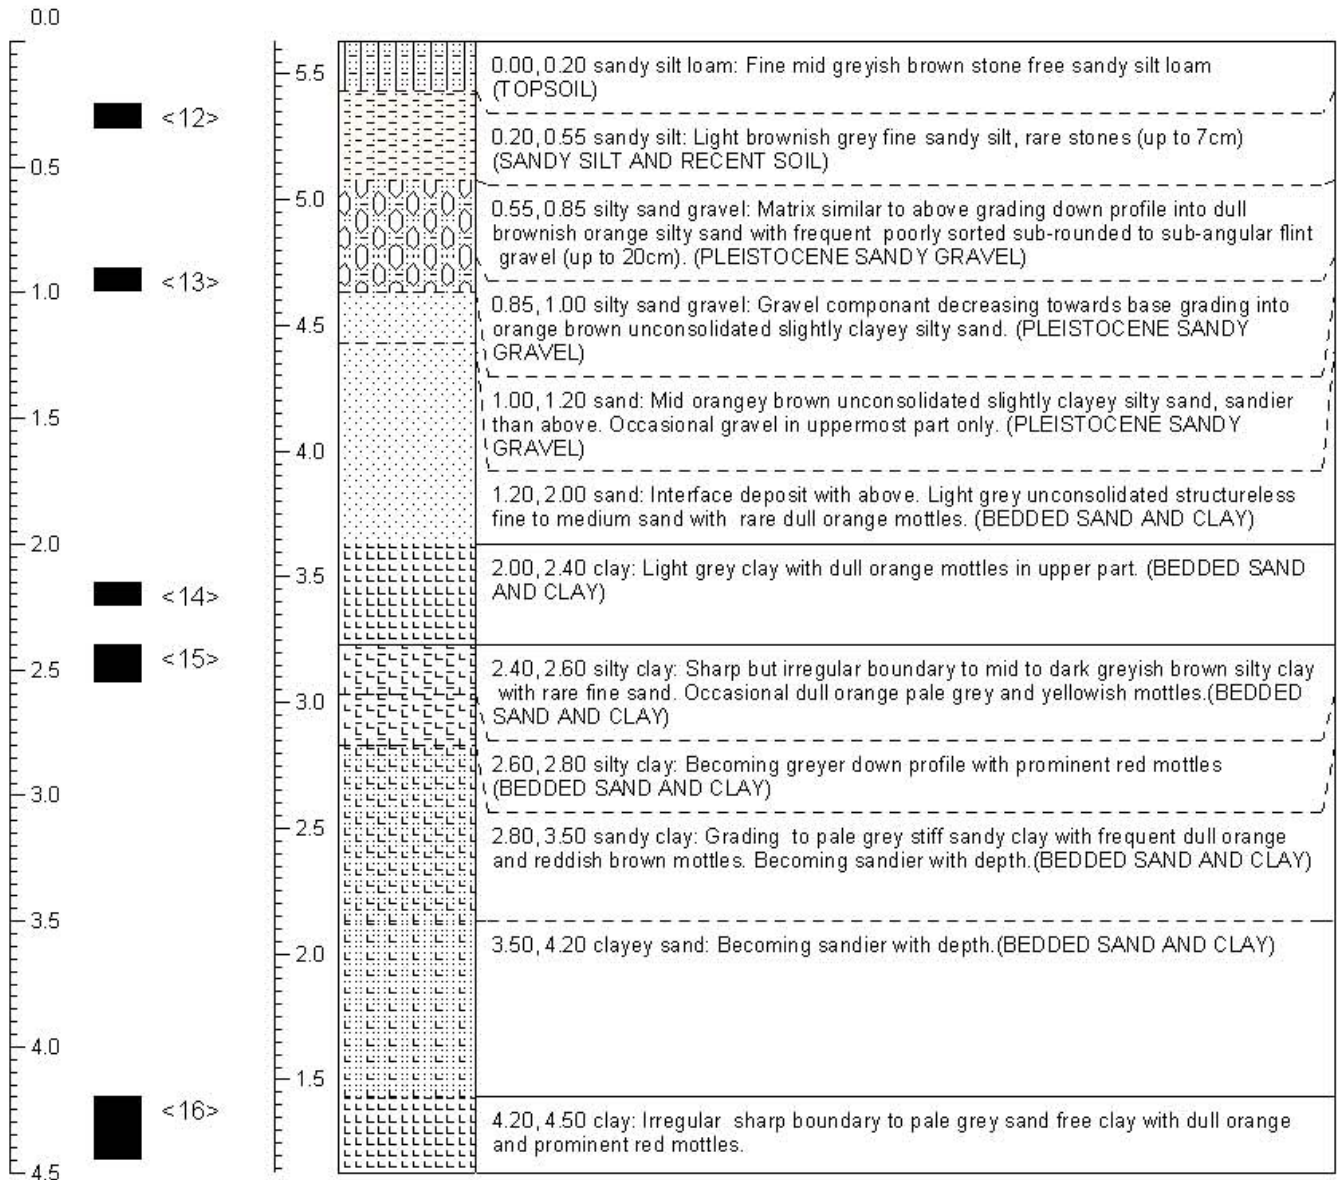 0.0
0.5
1.0
1.5
2.0
2.5
3.0
3.5
4.0
4.5
<12>
<13>
<14>
<15>
<16>
5.5
5.0
4.5
4.0
3.5
3.0
2.5
2.0
1.5
0.00, 0.20 sandy silt loam: Fine mid greyish brown stone free sandy silt loam
(TOPSOIL)
0.20, 0.55 sandy silt: Light brownish grey fine sandy silt, rare stones (up to 7cm)
(SANDY SILT AND RECENT SOIL)
0.55, 0.85 silty sand gravel: Matrix similar to above grading down profile into dull
brownish orange silty sand with frequent poorly sorted sub-rounded to sub-angular flint
gravel (up to 20cm). (PLEISTOCENE SANDY GRAVEL)
0.85, 1.00 silty sand gravel: Gravel componant decreasing towards base grading into
orange brown unconsolidated slightly clayey silty sand. (PLEISTOCENE SANDY
GRAVEL)
1.00, 1.20 sand: Mid orangey brown unconsolidated slightly clayey silty sand, sandier
than above. Occasional gravel in uppermost part only. (PLEISTOCENE SANDY
GRAVEL)
1.20, 2.00 sand: Interface deposit with above. Light grey unconsolidated structureless
fine to medium sand with rare dull orange mottles. (BEDDED SAND AND CLAY)
2.00, 2.40 clay: Light grey clay with dull orange mottles in upper part. (BEDDED SAND
AND CLAY)
2.40, 2.60 silty clay: Sharp but irregular boundary to mid to dark greyish brown silty clay
with rare fine sand. Occasional dull orange pale grey and yellowish mottles.(BEDDED
SAND AND CLAY)
2.60, 2.80 silty clay: Becoming greyer down profile with prominent red mottles
(BEDDED SAND AND CLAY)
2.80, 3.50 sandy clay: Grading to pale grey stiff sandy clay with frequent dull orange
and reddish brown mottles. Becoming sandier with depth.(BEDDED SAND AND CLAY)
3.50, 4.20 clayey sand: Becoming sandier with depth.(BEDDED SAND AND CLAY)
4.20, 4.50 clay: Irregular sharp boundary to pale grey sand free clay with dull orange
and prominent red mottles.